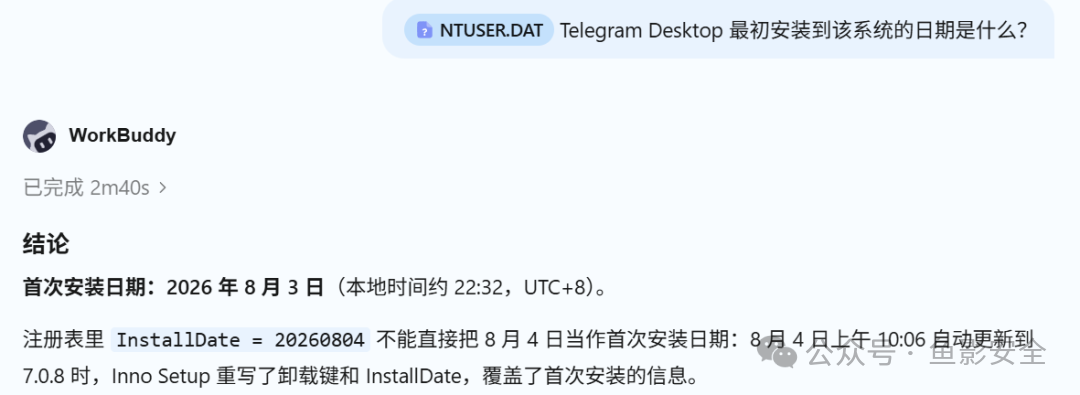 NTUSER.DAT Telegram Desktop 最初安装到该系统的日期是什么？
WorkBuddy
已完成 2m40s >
结论
首次安装日期：2026 年 8 月 3 日（本地时间约 22:32，UTC+8）。
注册表里 InstallDate = 20260804 不能直接把 8 月 4 日当作首次安装日期：8 月 4 日上午 10:06 自动更新到
7.0.8 时，Inno Setup 重写了卸载键和 InstallDate，覆盖了首次安装的信息。
公众号 · 鱼影安全